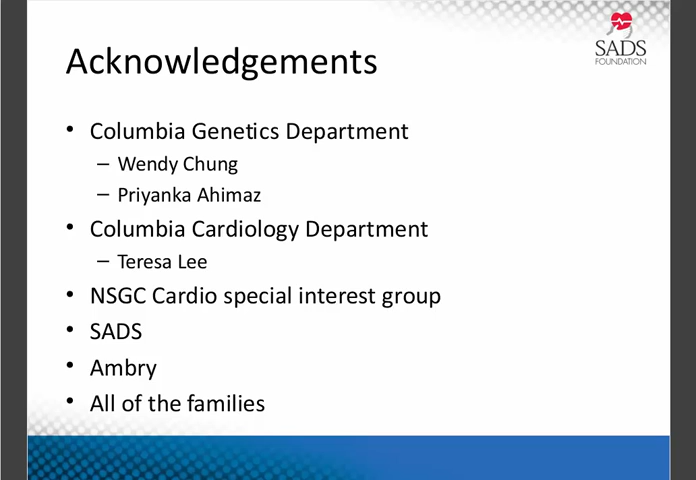 SADS
FOUNDATION
Acknowledgements
• Columbia Genetics Department
– Wendy Chung
– Priyanka Ahimaz
• Columbia Cardiology Department
– Teresa Lee
• NSGC Cardio special interest group
• SADS
• Ambry
• All of the families